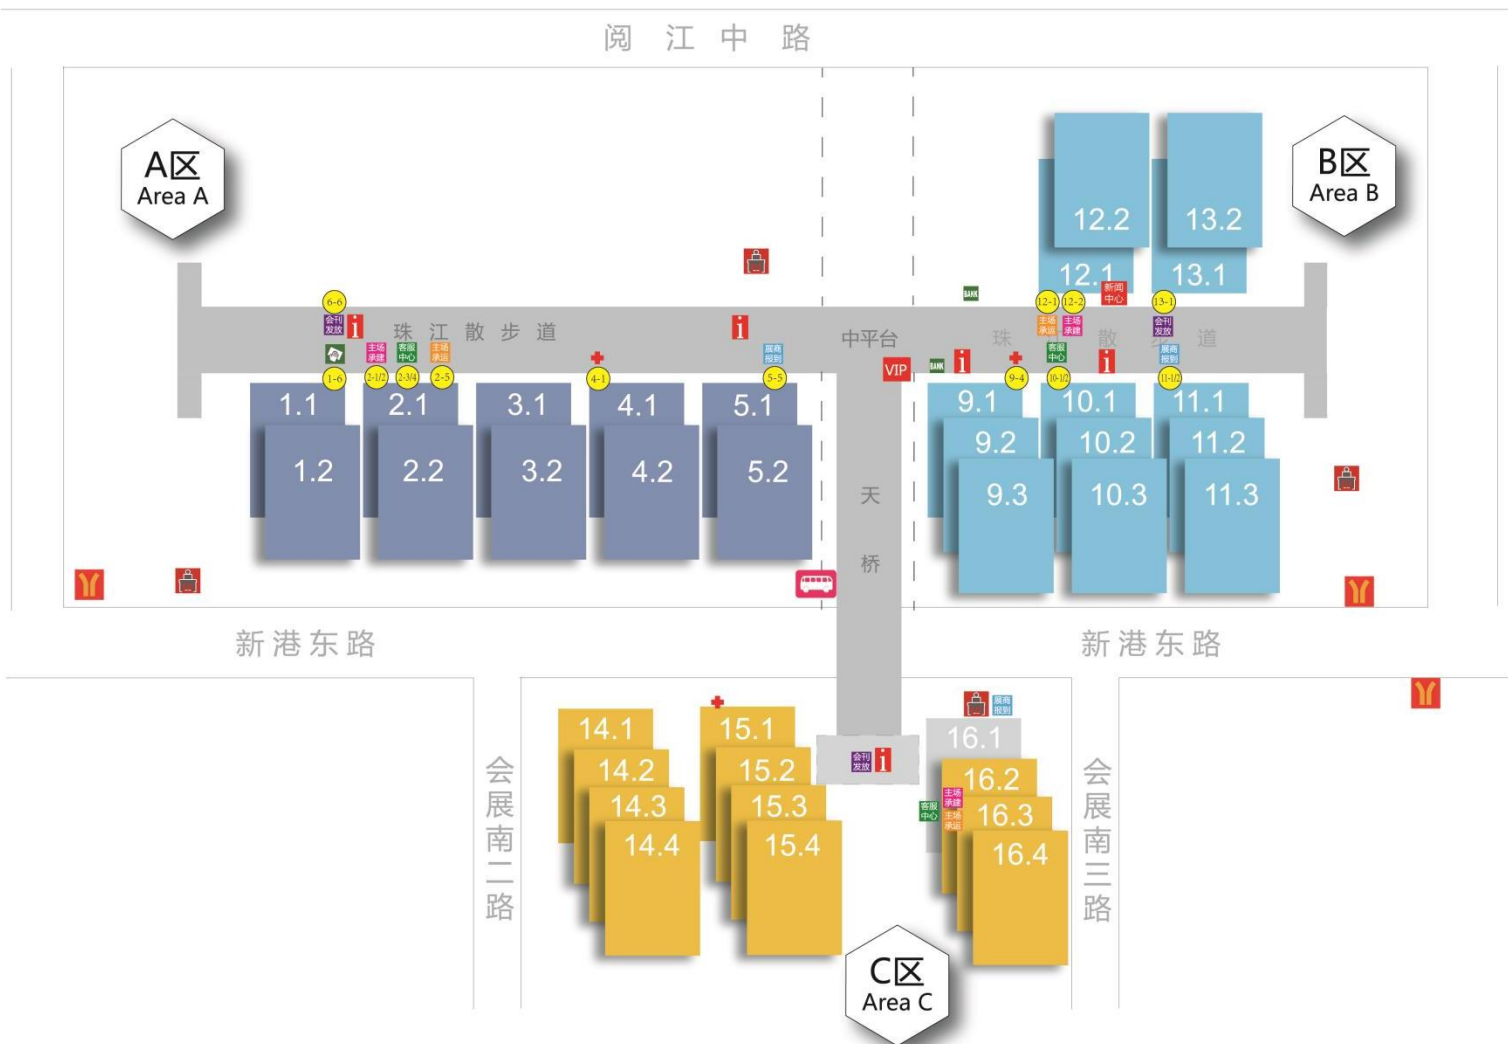 阅江中路
A区
Area A
B区
Area B
12.2
13.2
12.1
13.1
新闻
中心
BANK
6-6
12-1
12-2
13-1
会刊
发放
i
珠江散步道
i
中平台
主场
承运
主场
承建
会刊
发放
珠
散步道
主场
承建
客服
中心
主场
承运
展商
报到
VIP
BANK
i
客服
中心
i
展商
报到
1-6
2-1/2
2-3/4
2-5
4-1
5-5
9-4
10-1/2
11-1/2
1.1
2.1
3.1
4.1
5.1
9.1
10.1
11.1
1.2
2.2
3.2
4.2
5.2
9.2
10.2
11.2
9.3
10.3
11.3
天桥
新港东路
新港东路
会展南二路
14.1
14.2
14.3
14.4
15.1
15.2
15.3
15.4
会刊
发放
i
展商
报到
16.1
16.2
16.3
16.4
主场
承建
客服
中心
主场
承运
会展南三路
C区
Area C